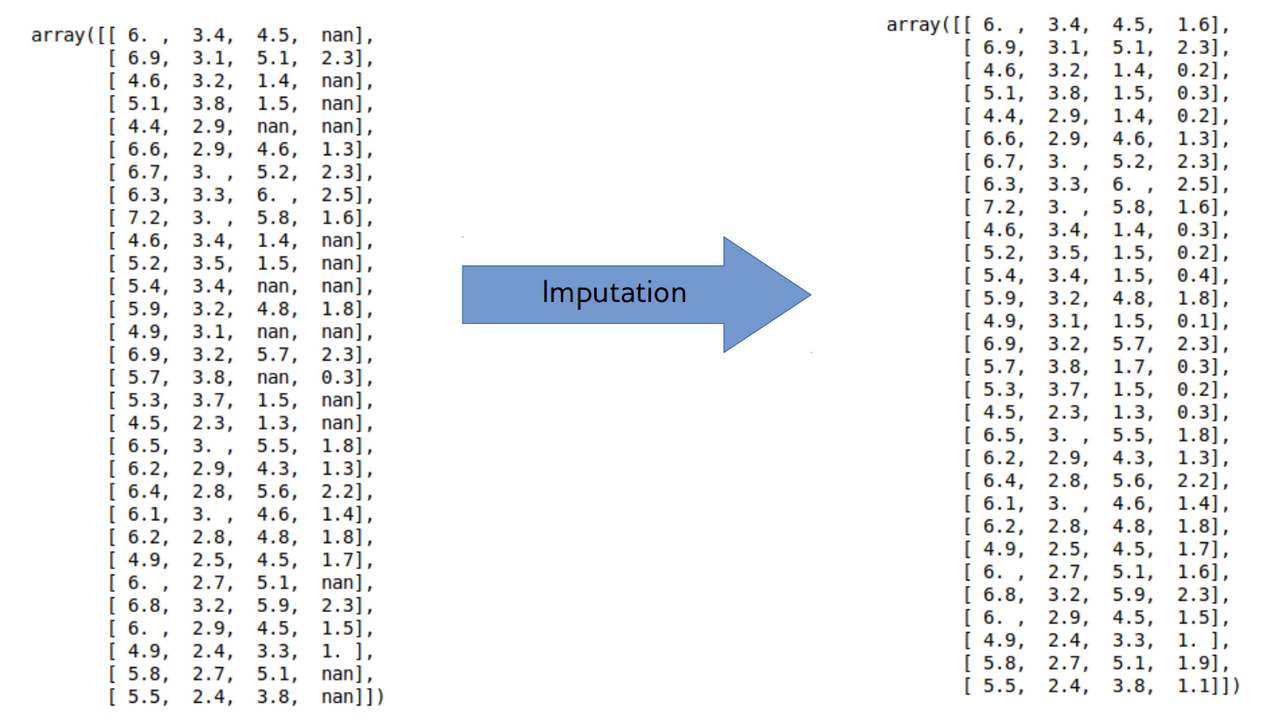 array([[ 6. ,  3.4,  4.5,  nan],
       [ 6.9,  3.1,  5.1,  2.3],
       [ 4.6,  3.2,  1.4,  nan],
       [ 5.1,  3.8,  1.5,  nan],
       [ 4.4,  2.9,  nan,  nan],
       [ 6.6,  2.9,  4.6,  1.3],
       [ 6.7,  3. ,  5.2,  2.3],
       [ 6.3,  3.3,  6. ,  2.5],
       [ 7.2,  3. ,  5.8,  1.6],
       [ 4.6,  3.4,  1.4,  nan],
       [ 5.2,  3.5,  1.5,  nan],
       [ 5.4,  3.4,  nan,  nan],
       [ 5.9,  3.2,  4.8,  1.8],
       [ 4.9,  3.1,  nan,  nan],
       [ 6.9,  3.2,  5.7,  2.3],
       [ 5.7,  3.8,  nan,  0.3],
       [ 5.3,  3.7,  1.5,  nan],
       [ 4.5,  2.3,  1.3,  nan],
       [ 6.5,  3. ,  5.5,  1.8],
       [ 6.2,  2.9,  4.3,  1.3],
       [ 6.4,  2.8,  5.6,  2.2],
       [ 6.1,  3. ,  4.6,  1.4],
       [ 6.2,  2.8,  4.8,  1.8],
       [ 4.9,  2.5,  4.5,  1.7],
       [ 6. ,  2.7,  5.1,  nan],
       [ 6.8,  3.2,  5.9,  2.3],
       [ 6. ,  2.9,  4.5,  1.5],
       [ 4.9,  2.4,  3.3,  1. ],
       [ 5.8,  2.7,  5.1,  nan],
       [ 5.5,  2.4,  3.8,  nan]])
Imputation
array([[ 6. ,  3.4,  4.5,  1.6],
       [ 6.9,  3.1,  5.1,  2.3],
       [ 4.6,  3.2,  1.4,  0.2],
       [ 5.1,  3.8,  1.5,  0.3],
       [ 4.4,  2.9,  1.4,  0.2],
       [ 6.6,  2.9,  4.6,  1.3],
       [ 6.7,  3. ,  5.2,  2.3],
       [ 6.3,  3.3,  6. ,  2.5],
       [ 7.2,  3. ,  5.8,  1.6],
       [ 4.6,  3.4,  1.4,  0.3],
       [ 5.2,  3.5,  1.5,  0.2],
       [ 5.4,  3.4,  1.5,  0.4],
       [ 5.9,  3.2,  4.8,  1.8],
       [ 4.9,  3.1,  1.5,  0.1],
       [ 6.9,  3.2,  5.7,  2.3],
       [ 5.7,  3.8,  1.7,  0.3],
       [ 5.3,  3.7,  1.5,  0.2],
       [ 4.5,  2.3,  1.3,  0.3],
       [ 6.5,  3. ,  5.5,  1.8],
       [ 6.2,  2.9,  4.3,  1.3],
       [ 6.4,  2.8,  5.6,  2.2],
       [ 6.1,  3. ,  4.6,  1.4],
       [ 6.2,  2.8,  4.8,  1.8],
       [ 4.9,  2.5,  4.5,  1.7],
       [ 6. ,  2.7,  5.1,  1.6],
       [ 6.8,  3.2,  5.9,  2.3],
       [ 6. ,  2.9,  4.5,  1.5],
       [ 4.9,  2.4,  3.3,  1. ],
       [ 5.8,  2.7,  5.1,  1.9],
       [ 5.5,  2.4,  3.8,  1.1]])